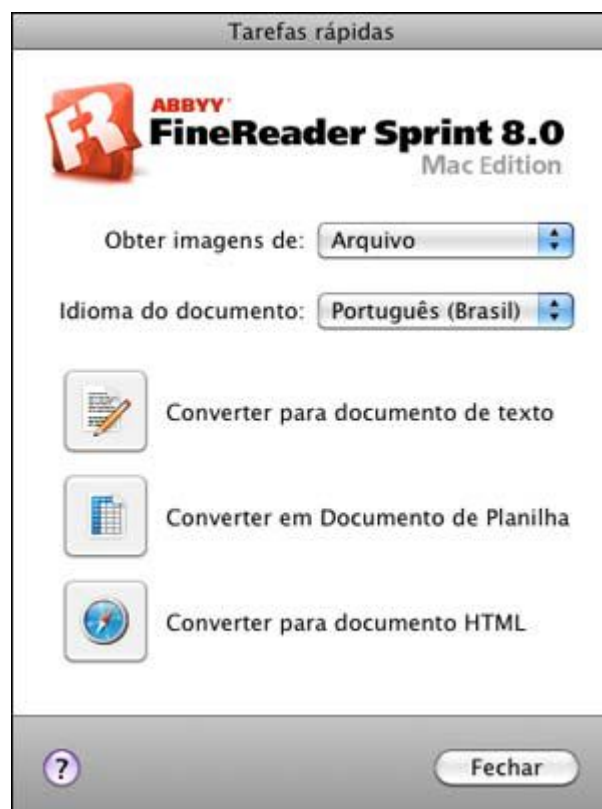 Tarefas rápidas
ABBYY
FineReader Sprint 8.0
Mac Edition
Obter imagens de: Arquivo
Idioma do documento: Português (Brasil)
Converter para documento de texto
Converter em Documento de Planilha
Converter para documento HTML
? Fechar